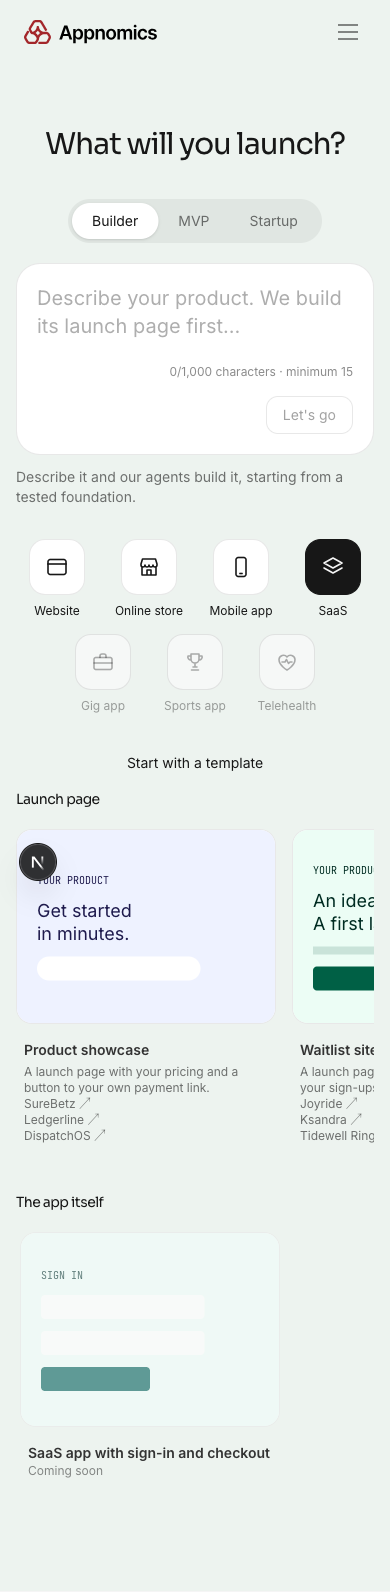 Appnomics
What will you launch?
Builder MVP Startup
Describe your product. We build
its launch page first...
0/1,000 characters · minimum 15
Let's go
Describe it and our agents build it, starting from a
tested foundation.
Website Online store Mobile app SaaS
Gig app Sports app Telehealth
Start with a template
Launch page
N
YOUR PRODUCT
Get started
in minutes.
Product showcase
A launch page with your pricing and a
button to your own payment link.
SureBetz ↗
Ledgerline ↗
DispatchOS ↗
YOUR
An idea
A first
Waitlist site
A launch page
your
Joyride ↗
Ksandra ↗
Tidewell Ring
The app itself
SIGN IN
SaaS app with sign-in and checkout
Coming soon